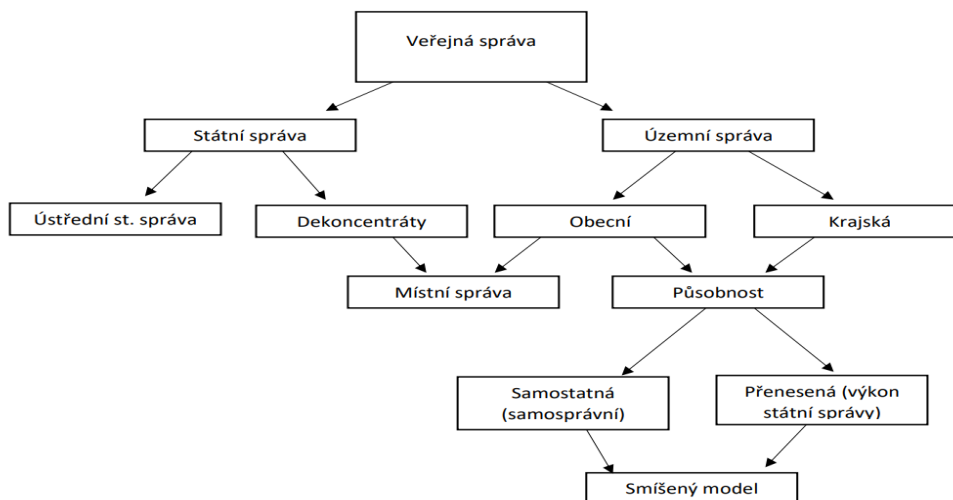 Veřejná správa
Státní správa
Územní správa
Ústřední st. správa
Dekoncentráty
Obecní
Krajská
Místní správa
Působnost
Samostatná
(samosprávní)
Přenesená (výkon
státní správy)
Smíšený model